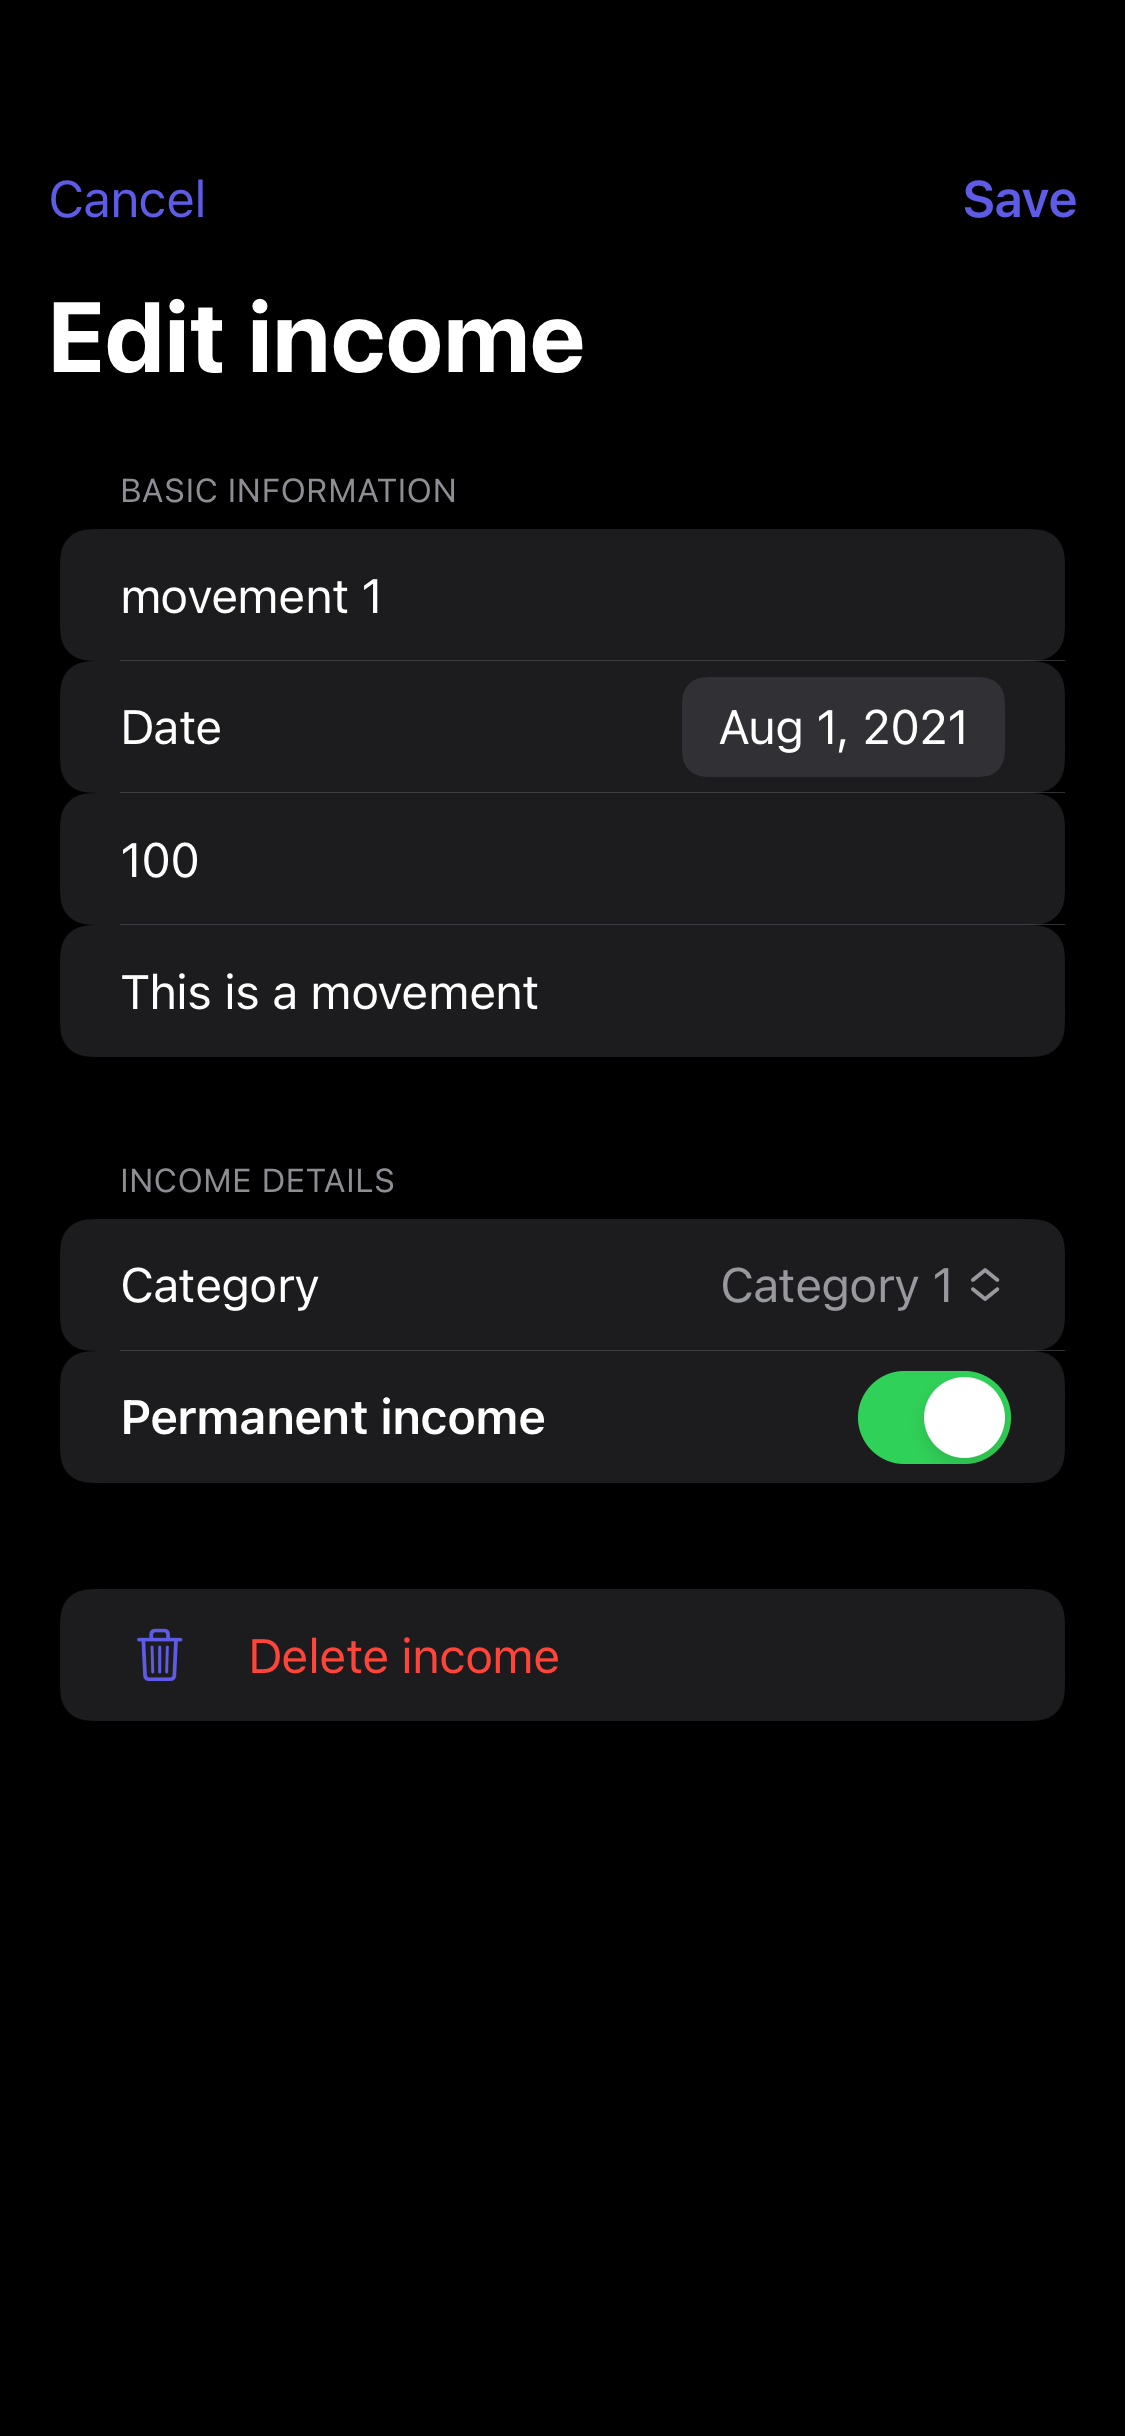 Cancel
Save
Edit income
BASIC INFORMATION
movement 1
Date
Aug 1, 2021
100
This is a movement
INCOME DETAILS
Category
Category 1
Permanent income
Delete income